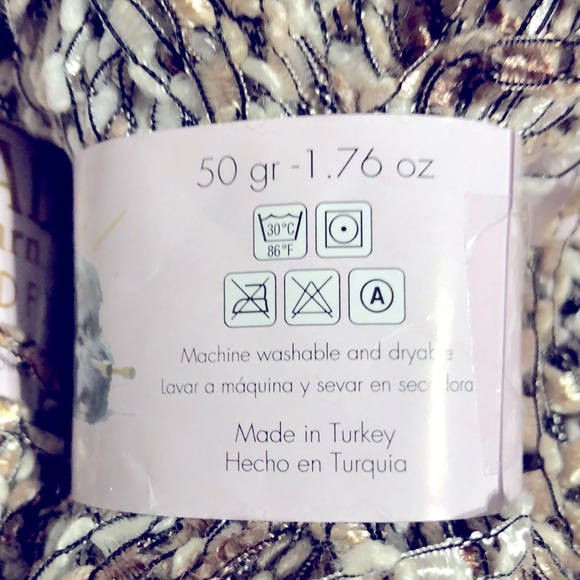 50 gr -1.76 oz
30°C
86°F
A
Machine washable and dryable
Lavar a máquina y sevar en secadora
Made in Turkey
Hecho en Turquia